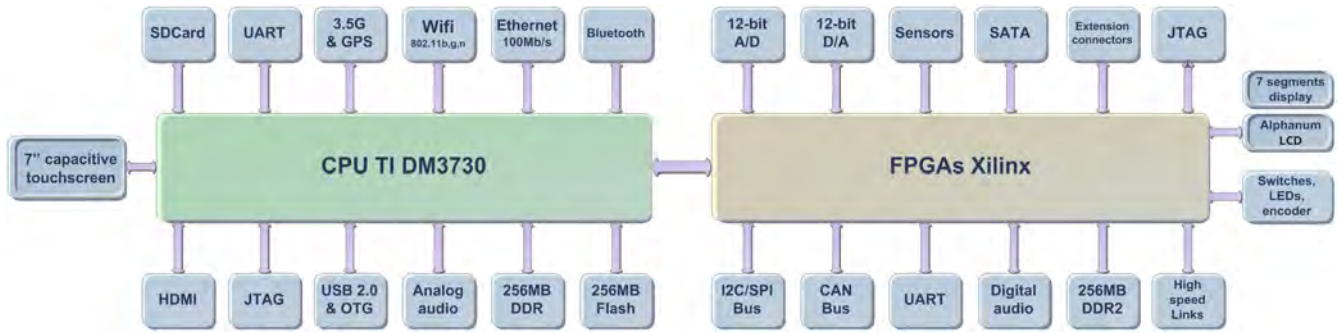 SDCard
UART
3.5G
& GPS
Wifi
802.11b,g,n
Ethernet
100Mb/s
Bluetooth
12-bit
A/D
12-bit
D/A
Sensors
SATA
Extension
connectors
JTAG
7 segments
display
Alphanum
LCD
Switches,
LEDs,
encoder
7” capacitive
touchscreen
CPU TI DM3730
FPGAs Xilinx
HDMI
JTAG
USB 2.0
& OTG
Analog
audio
256MB
DDR
256MB
Flash
I2C/SPI
Bus
CAN
Bus
UART
Digital
audio
256MB
DDR2
High
speed
Links